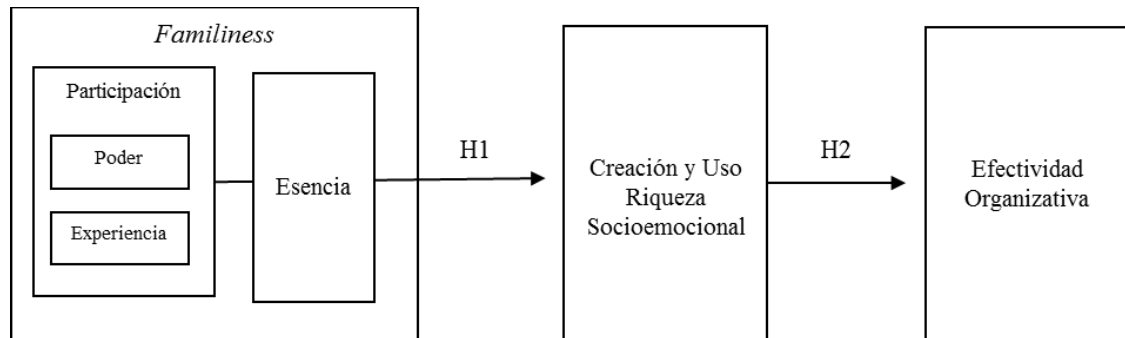 Familiness
Participación
Poder
Experiencia
Esencia
H1
Creación y Uso
Riqueza
Socioemocional
H2
Efectividad
Organizativa